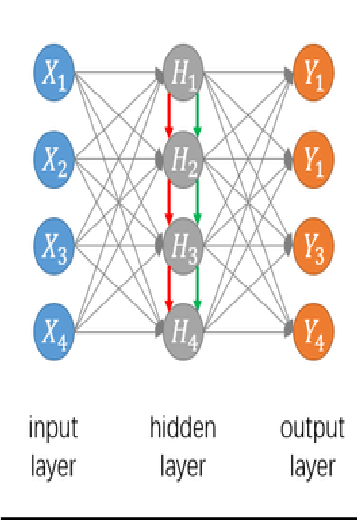 X₁ H₁ Y₁
X₂ H₂ Y₁
X₃ H₃ Y₃
X₄ H₄ Y₄
input hidden output
layer layer layer